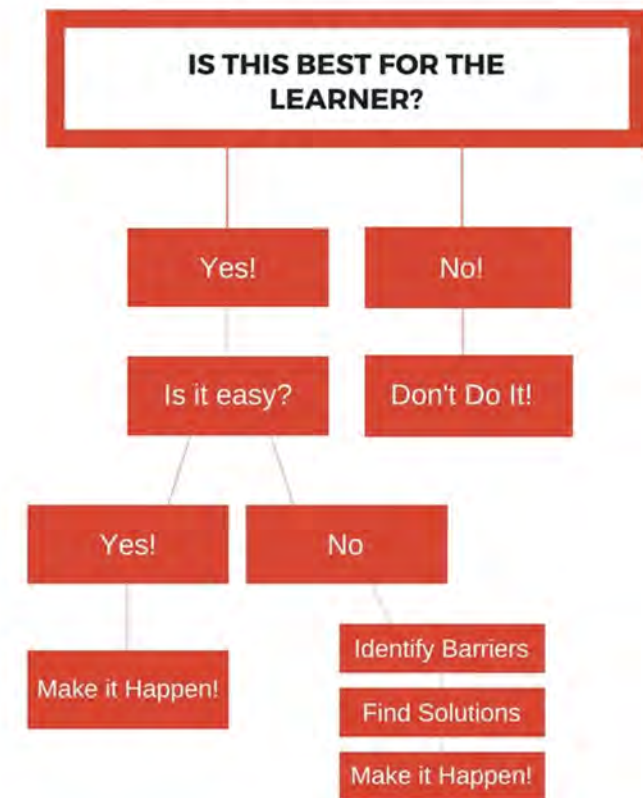 IS THIS BEST FOR THE
LEARNER?
Yes!
No!
Is it easy?
Don't Do It!
Yes!
No
Make it Happen!
Identify Barriers
Find Solutions
Make it Happen!